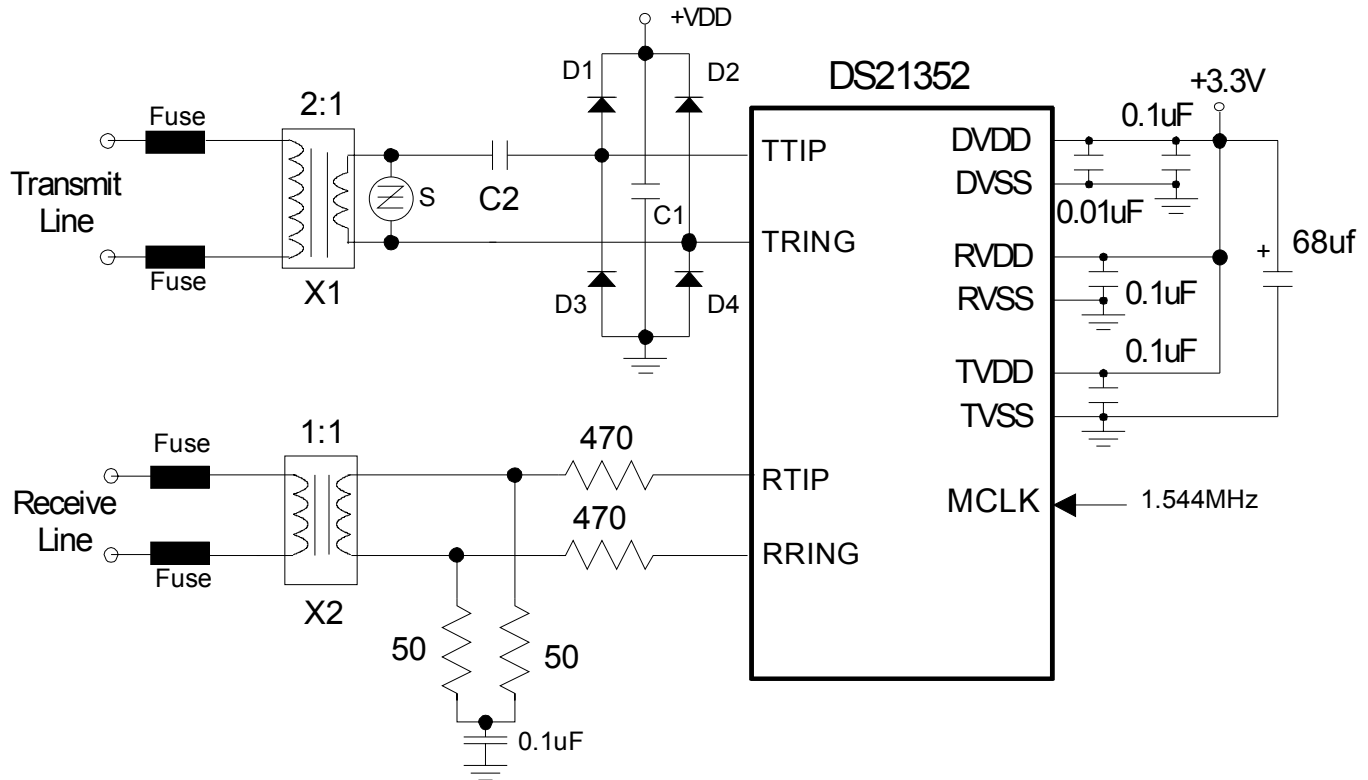 +VDD
D1
D2
DS21352
+3.3V
2:1
Fuse
0.1uF
TTIP
DVDD
Transmit
Line
S
C2
C1
DVSS
0.01uF
TRING
RVDD
+
68uf
Fuse
X1
D3
D4
RVSS
0.1uF
0.1uF
TVDD
TVSS
1:1
Fuse
470
RTIP
Receive
Line
MCLK
1.544MHz
470
RRING
Fuse
X2
50
50
0.1uF